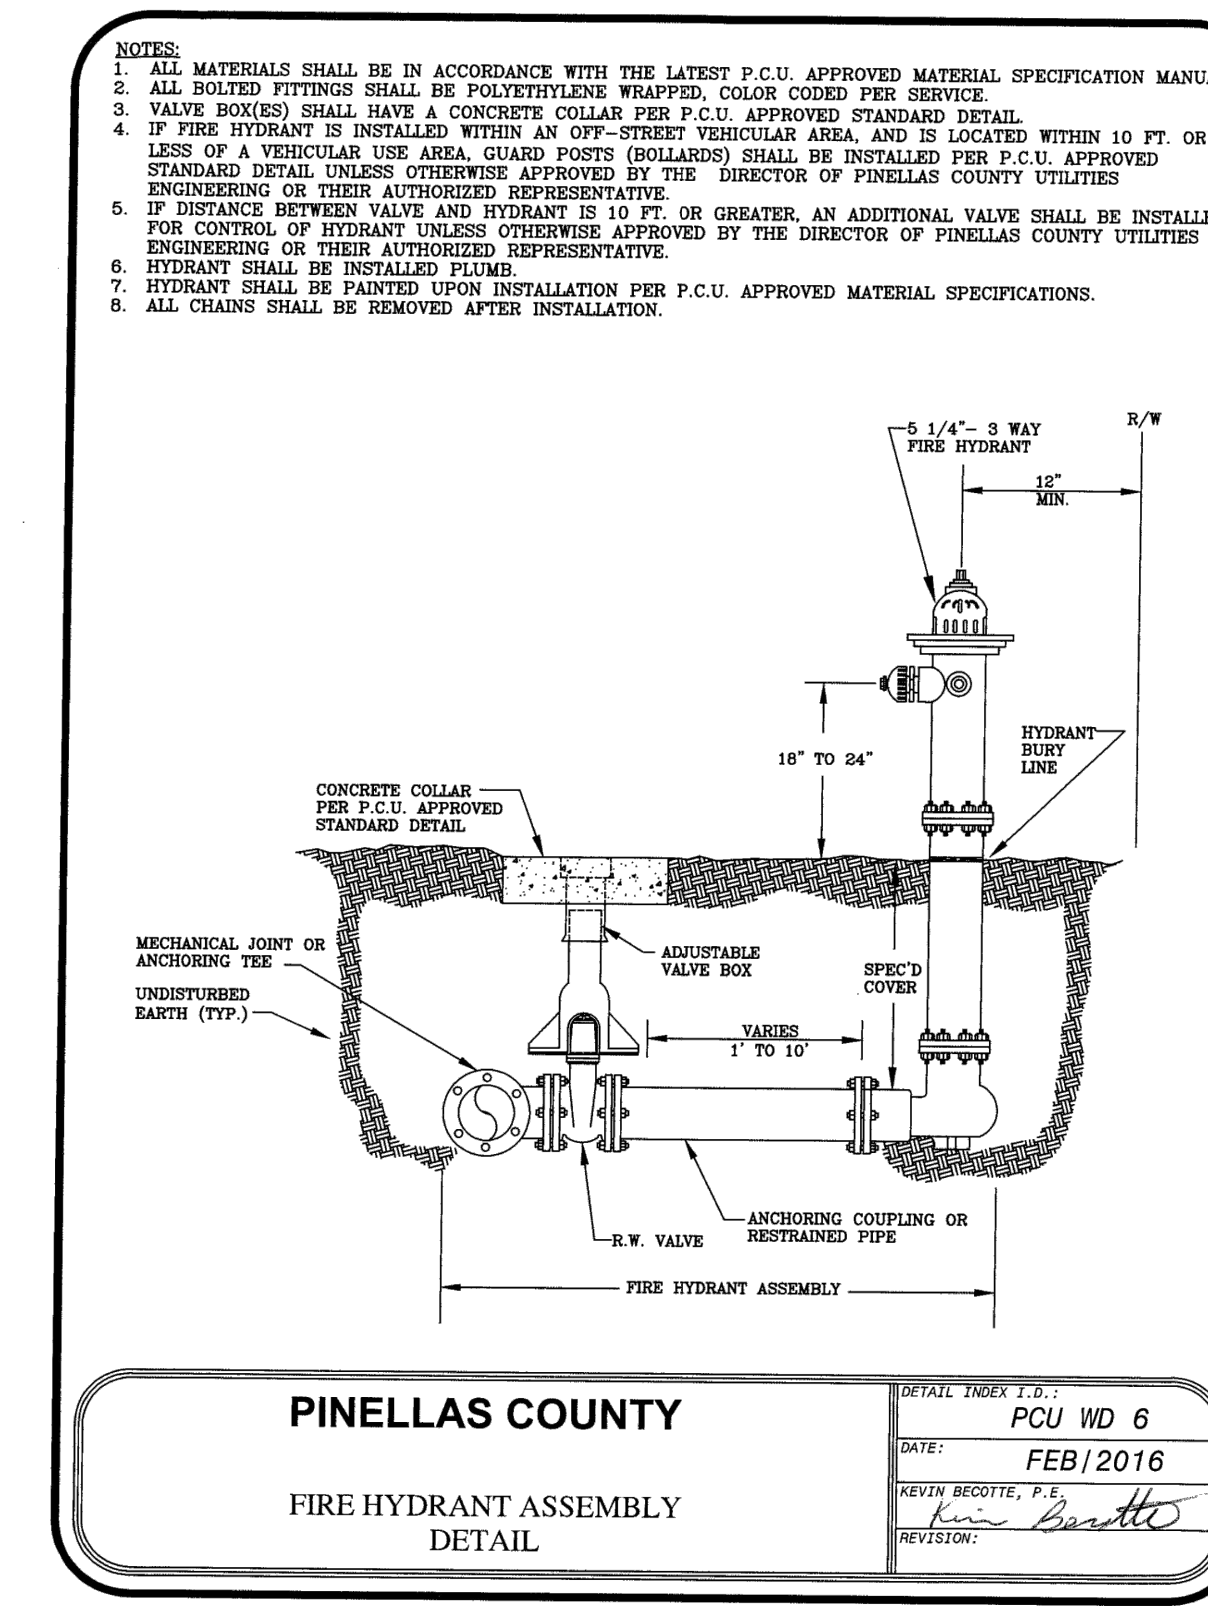 NOTES:
1. ALL MATERIALS SHALL BE IN ACCORDANCE WITH THE LATEST P.C.U. APPROVED MATERIAL SPECIFICATION MANU
2. ALL BOLTED FITTINGS SHALL BE POLYETHYLENE WRAPPED, COLOR CODED PER SERVICE.
3. VALVE BOX(ES) SHALL HAVE A CONCRETE COLLAR PER P.C.U. APPROVED STANDARD DETAIL.
4. IF FIRE HYDRANT IS INSTALLED WITHIN AN OFF-STREET VEHICULAR AREA, AND IS LOCATED WITHIN 10 FT. OR
LESS OF A VEHICULAR USE AREA, GUARD POSTS (BOLLARDS) SHALL BE INSTALLED PER P.C.U. APPROVED
STANDARD DETAIL UNLESS OTHERWISE APPROVED BY THE DIRECTOR OF PINELLAS COUNTY UTILITIES
ENGINEERING OR THEIR AUTHORIZED REPRESENTATIVE.
5. IF DISTANCE BETWEEN VALVE AND HYDRANT IS 10 FT. OR GREATER, AN ADDITIONAL VALVE SHALL BE INSTALLE
FOR CONTROL OF HYDRANT UNLESS OTHERWISE APPROVED BY THE DIRECTOR OF PINELLAS COUNTY UTILITIES
ENGINEERING OR THEIR AUTHORIZED REPRESENTATIVE.
6. HYDRANT SHALL BE INSTALLED PLUMB.
7. HYDRANT SHALL BE PAINTED UPON INSTALLATION PER P.C.U. APPROVED MATERIAL SPECIFICATIONS.
8. ALL CHAINS SHALL BE REMOVED AFTER INSTALLATION.
5 1/4"- 3 WAY
FIRE HYDRANT
R/W
12"
MIN.
18" TO 24"
HYDRANT
BURY
LINE
CONCRETE COLLAR
PER P.C.U. APPROVED
STANDARD DETAIL
MECHANICAL JOINT OR
ANCHORING TEE
UNDISTURBED
EARTH (TYP.)
ADJUSTABLE
VALVE BOX
SPEC'D
COVER
VARIES
1' TO 10'
ANCHORING COUPLING OR
RESTRAINED PIPE
R.W. VALVE
FIRE HYDRANT ASSEMBLY
PINELLAS COUNTY
FIRE HYDRANT ASSEMBLY
DETAIL
DETAIL INDEX I.D.:
PCU WD 6
DATE:
FEB/2016
KEVIN BECOTTE, P.E.
Kevin Becotte
REVISION: